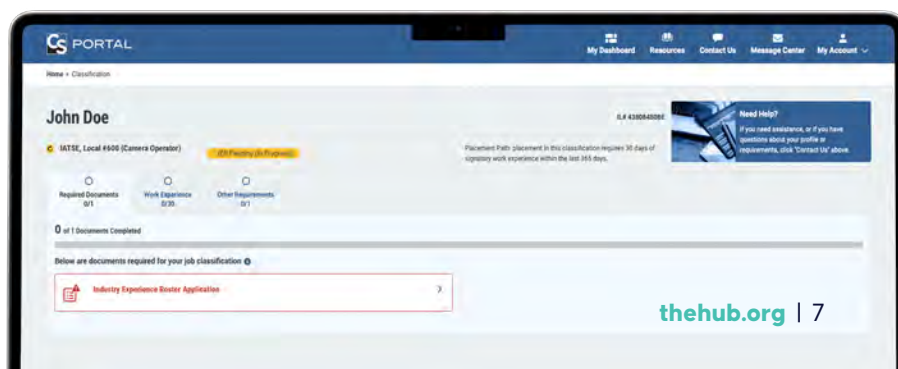 CS PORTAL
My Dashboard Resources Contact Us Message Center My Account
Home > Classification
John Doe
Need Help?
If you need assistance, or if you have
questions about your profile or
requirements, click "Contact Us" above.
C IATSE, Local #600 (Camera Operator)
IER Pending (In Progress)
Placement Path: placement in this classification requires 30 days of
signatory work experience within the last 365 days.
Required Documents
0/1
Work Experience
0/30
Other Requirements
0/1
0 of 1 Documents Completed
Below are documents required for your job classification
Industry Experience Roster Application
thehub.org | 7